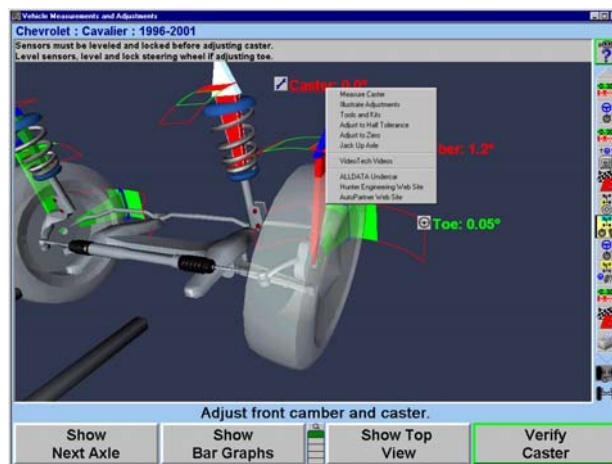 Vehicle Measurements and Adjustments
Chevrolet : Cavalier : 1996-2001
Sensors must be leveled and locked before adjusting caster.
Level sensors, level and lock steering wheel if adjusting toe.
Caster: 0.0°
Measure Caster
Illustrate Adjustments
Tools and Kits
Adjust to Half Tolerance
Adjust to Zero
Jack Up Axle
VideoTech Videos
ALLDATA Undercar
Hunter Engineering Web Site
AutoPartner Web Site
ber: 1.2°
Toe: 0.05°
Adjust front camber and caster.
Show Next Axle
Show Bar Graphs
Show Top View
Verify Caster